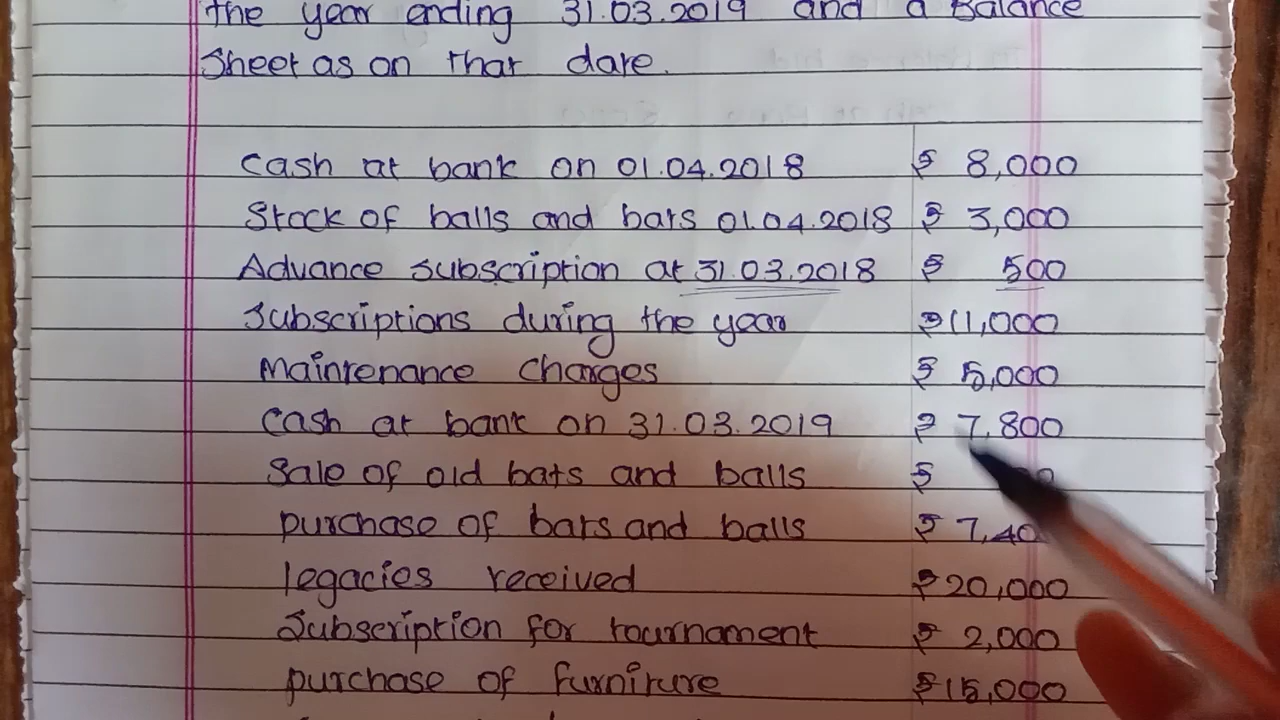 the year ending 31.03.2019 and a Balance
Sheet as on that date.
Cash at bank on 01.04.2018 ₹ 8,000
Stock of balls and bats 01.04.2018 ₹ 3,000
Advance subscription at 31.03.2018 ₹ 500
Subscriptions during the year ₹ 11,000
Maintenance charges ₹ 5,000
Cash at bank on 31.03.2019 ₹ 7,800
Sale of old bats and balls ₹
purchase of bats and balls ₹
legacies received ₹ 20,000
Subscription for tournament ₹ 2,000
purchase of furniture ₹ 15,000